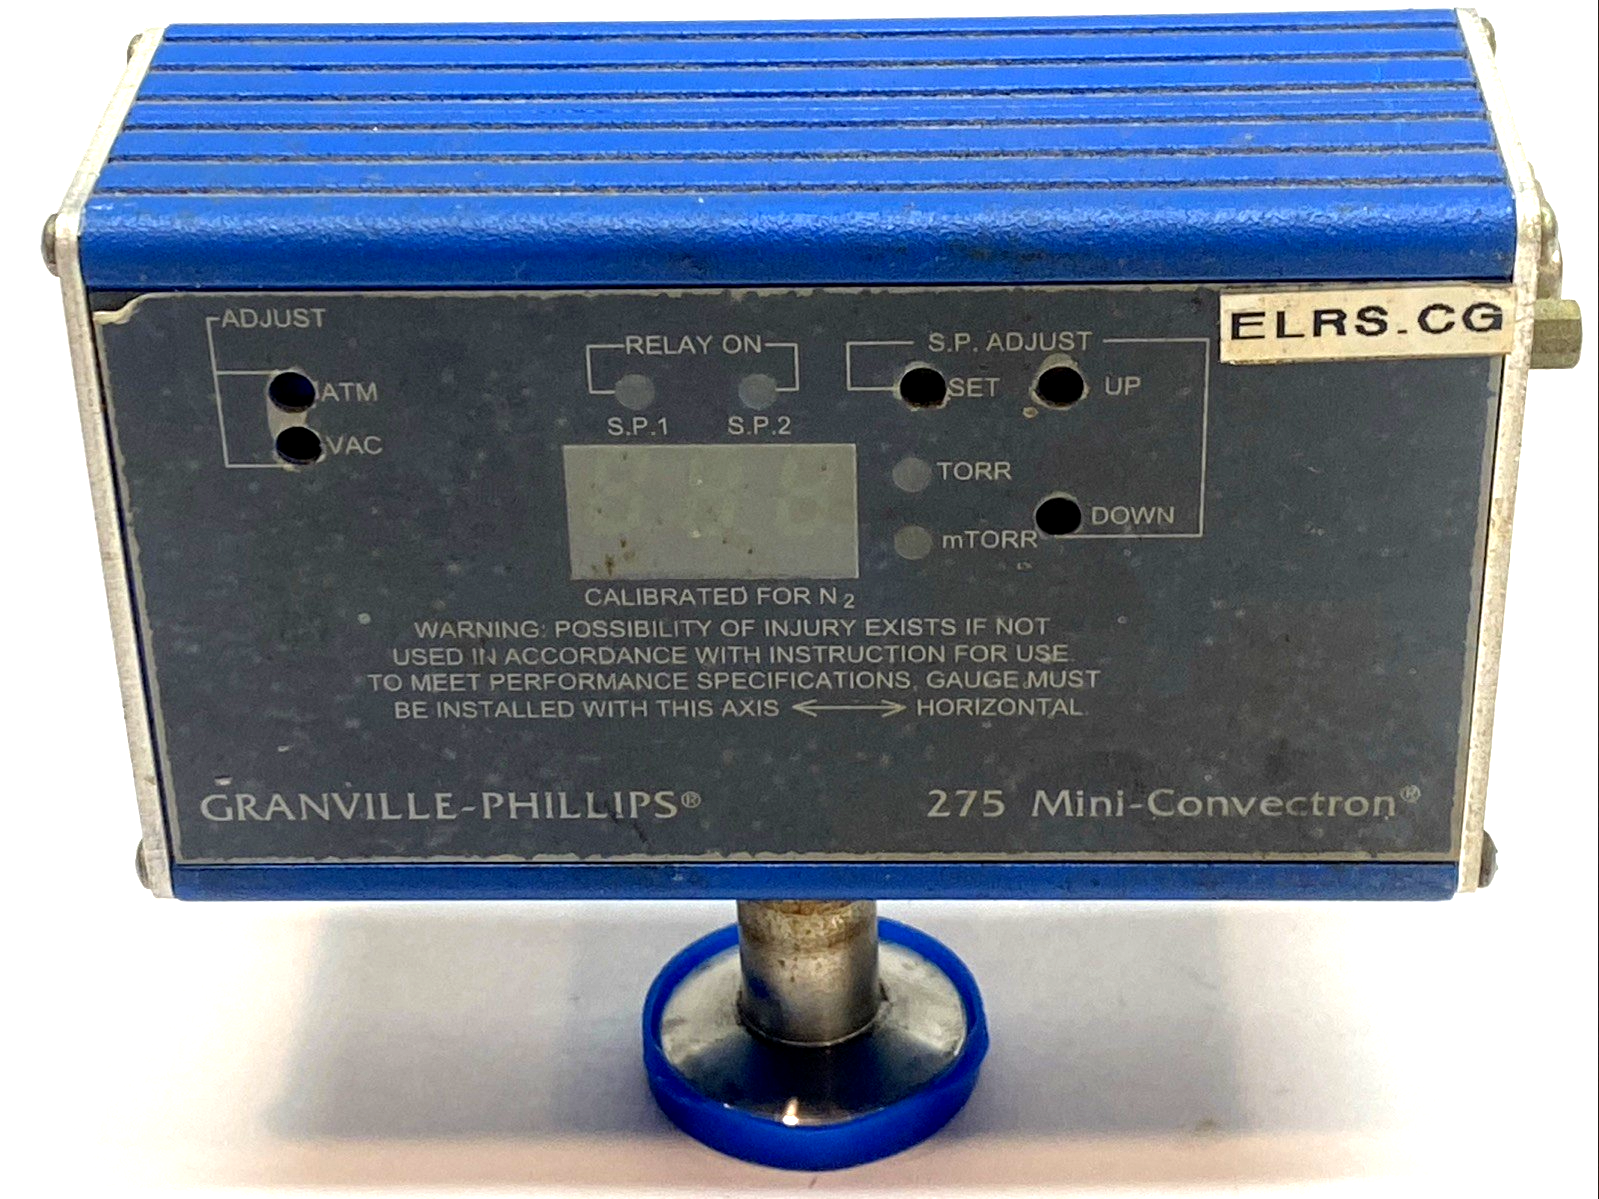 ADJUST
ATM
VAC
RELAY ON
S.P.1 S.P.2
S.P. ADJUST
SET UP
DOWN
TORR
mTORR
ELRS.CG
CALIBRATED FOR N2
WARNING: POSSIBILITY OF INJURY EXISTS IF NOT
USED IN ACCORDANCE WITH INSTRUCTION FOR USE
TO MEET PERFORMANCE SPECIFICATIONS, GAUGE MUST
BE INSTALLED WITH THIS AXIS <——> HORIZONTAL
GRANVILLE-PHILLIPS®
275 Mini-Convectron®